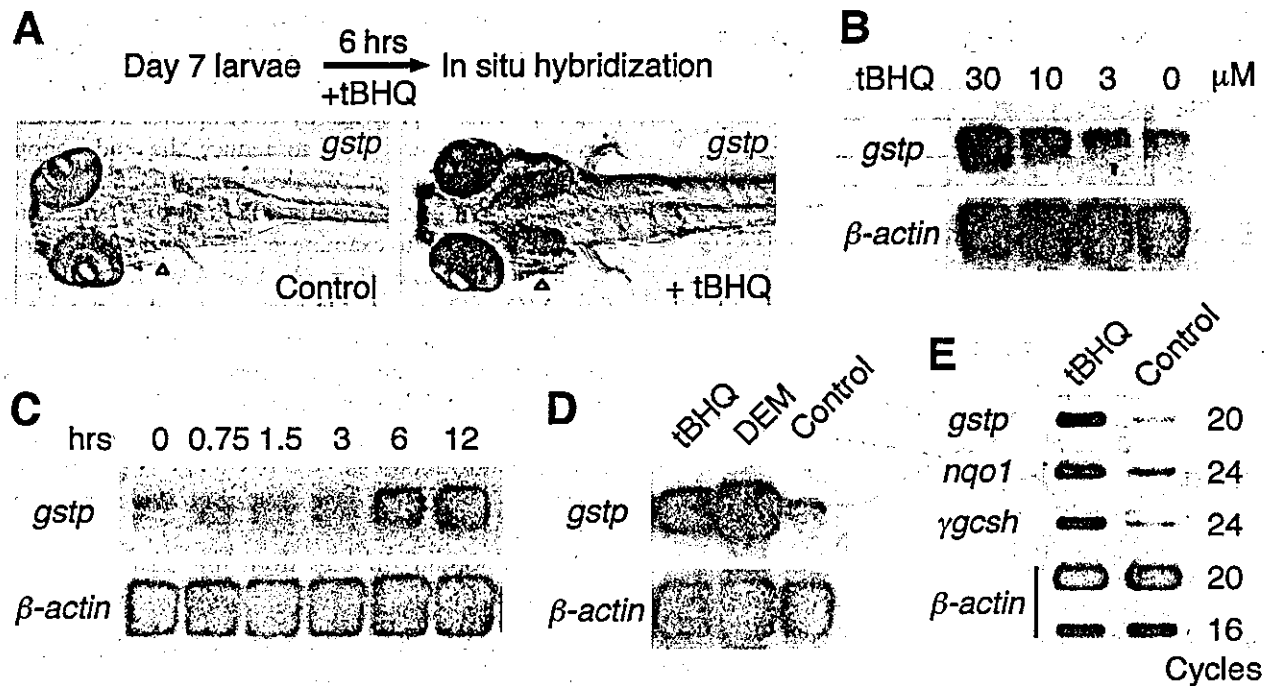 A
6 hrs
Day 7 larvae In situ hybridization
+tBHQ
gstp gstp
Control + tBHQ
B
tBHQ 30 10 3 0 μM
gstp
β-actin
C
hrs 0 0.75 1.5 3 6 12
gstp
β-actin
D
tBHQ DEM Control
gstp
β-actin
E
tBHQ Control
gstp 20
nqo1 24
γgcsh 24
β-actin 20
16
Cycles